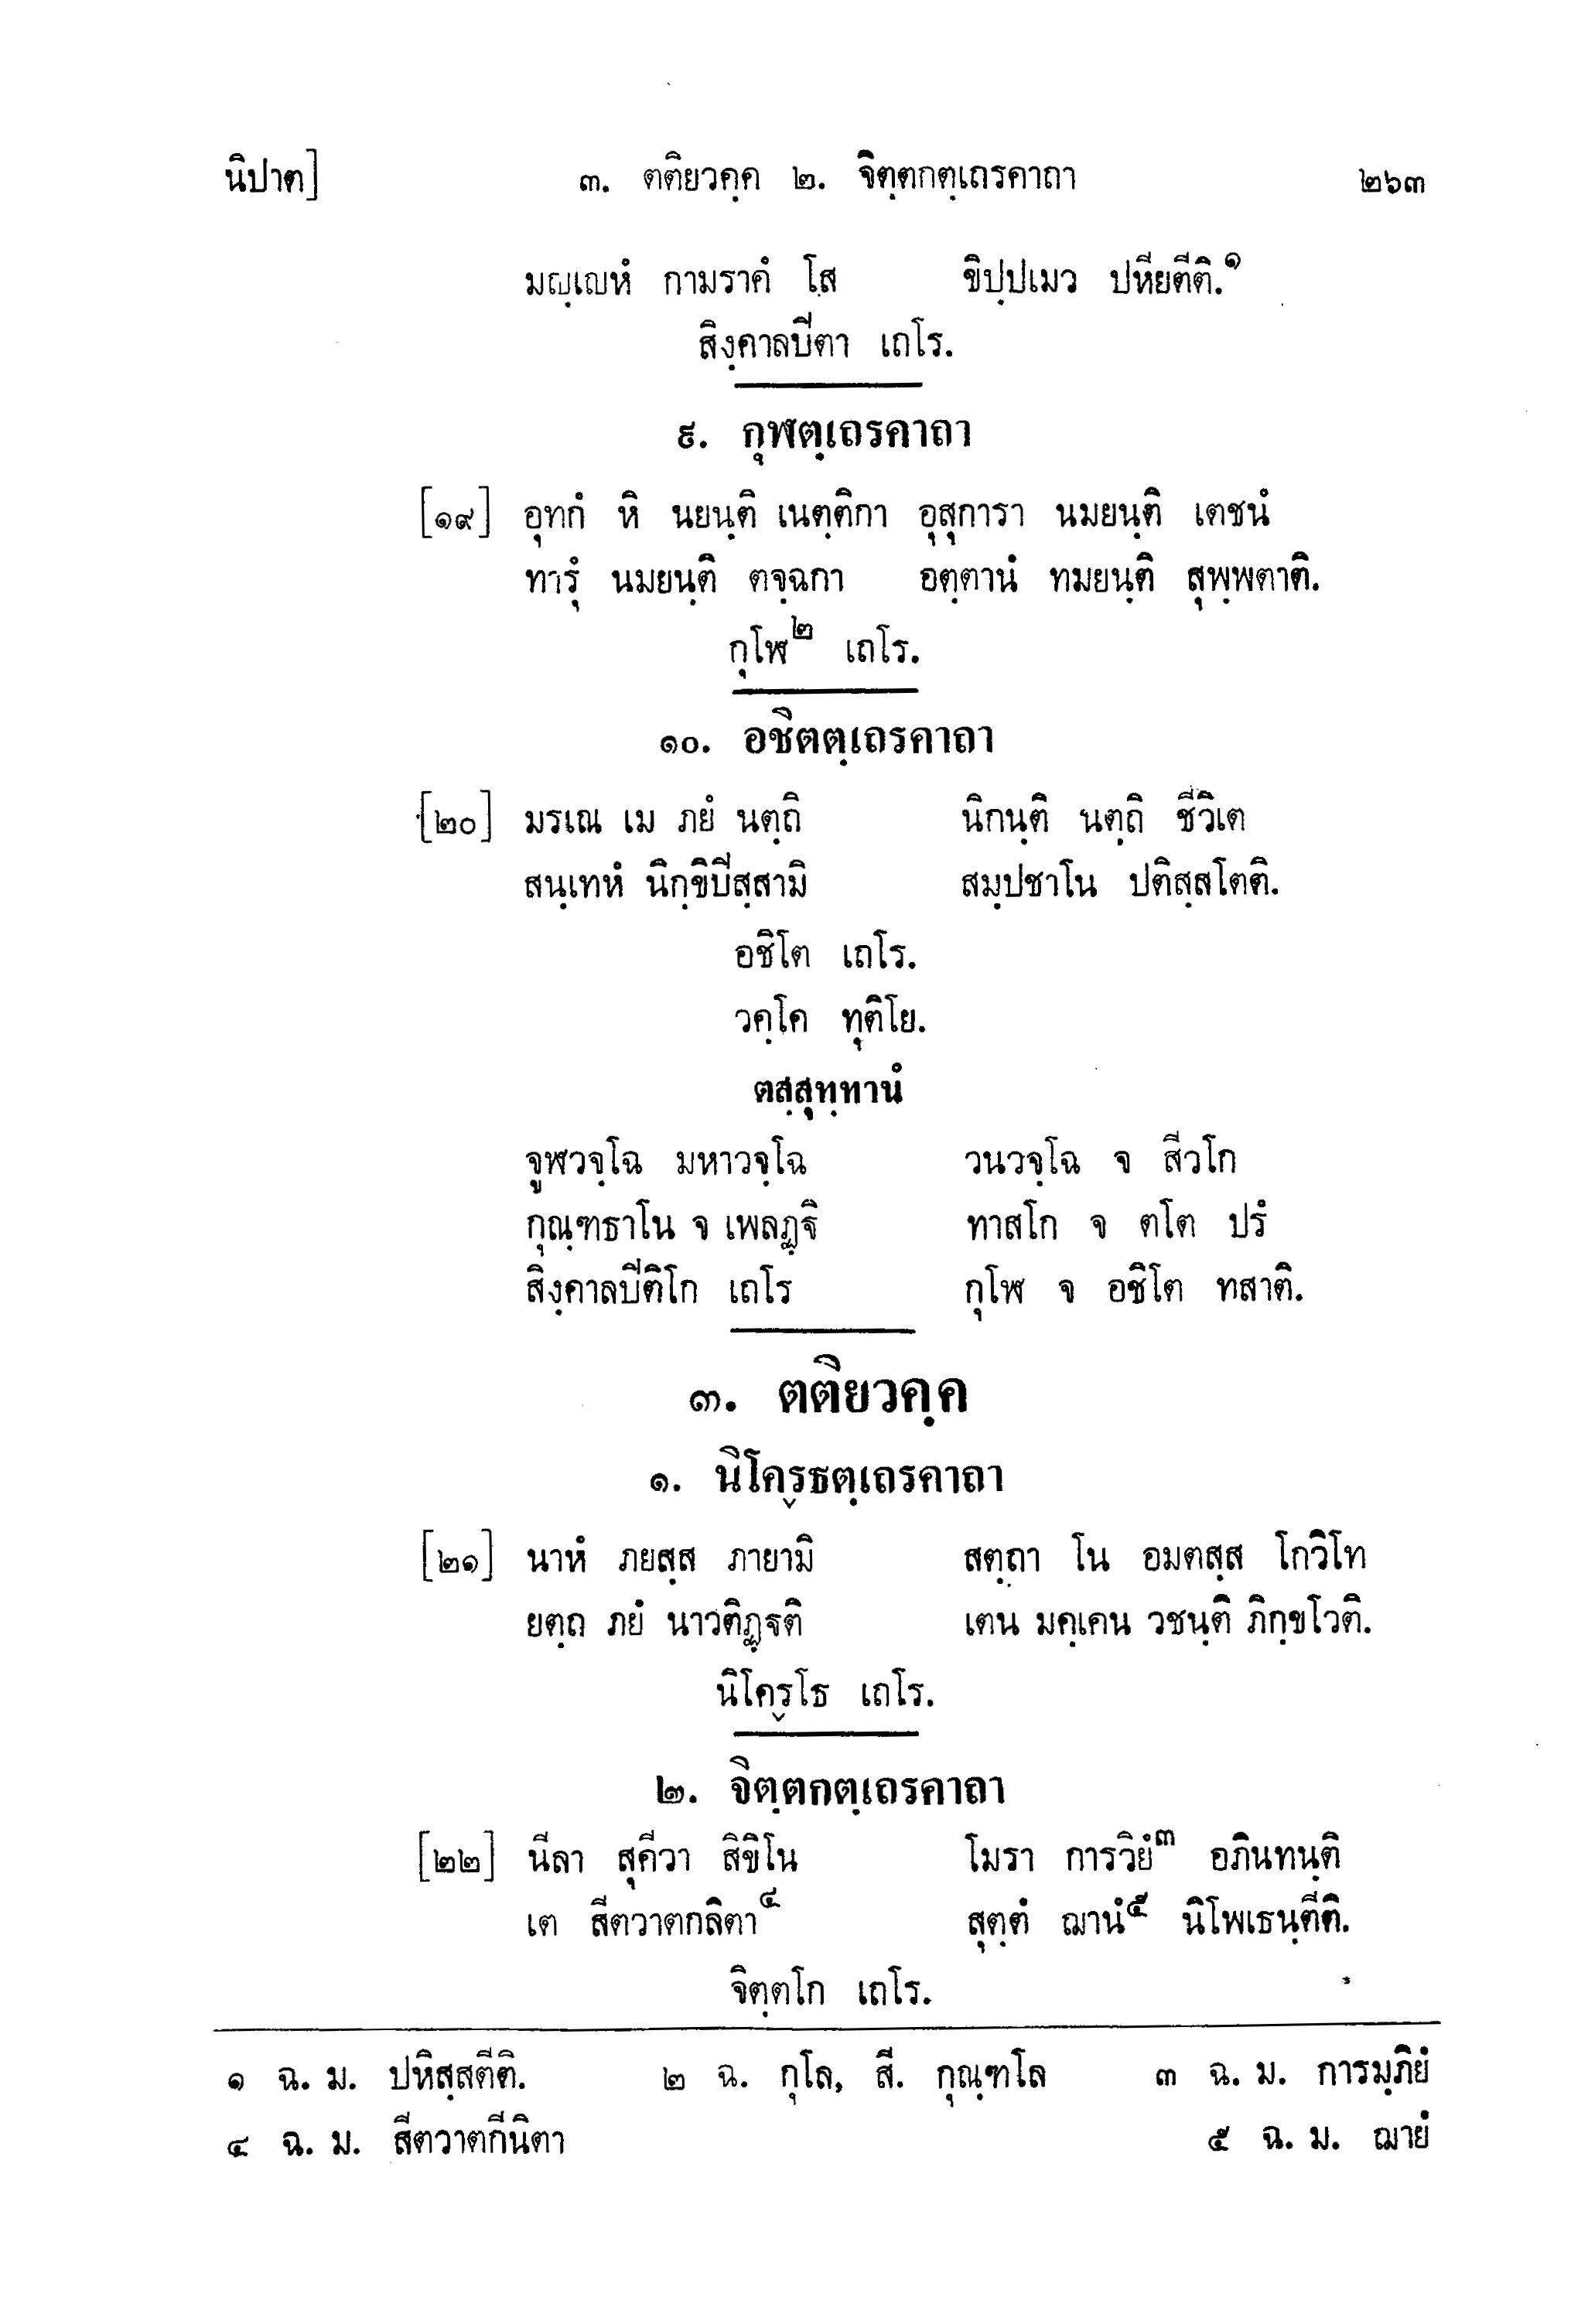 นิปาต] ๓. ตติยวคฺค ๒. จิตฺตกตฺเถรคาถา ๒๖๓
มญฺเญหํ กามราคํ โส ขิปฺปเมว ปหียตีติ.๑
สิงฺคาลปีตา เถโร.
๙. กุฬตฺเถรคาถา
[๑๙] อุทกํ หิ นยนฺติ เนตฺติกา อุสุการา นมยนฺติ เตชนํ
ทารุํ นมยนฺติ ตจฺฉกา อตฺตานํ ทมยนฺติ สุพฺพตาติ.
กุโฬ๒ เถโร.
๑๐. อชิตตฺเถรคาถา
[๒๐] มรเณ เม ภยํ นตฺถิ นิกนฺติ นตฺถิ ชีวิเต
สนฺเทหํ นิกฺขิปีสฺสามิ สมฺปชาโน ปติสฺสโตติ.
อชิโต เถโร.
วคฺโค ทุติโย.
ตสฺสุทฺทานํ
จูฬวจฺโฉ มหาวจฺโฉ วนวจฺโฉ จ สีวโก
กุณฺฑธาโน จ เพลฏฺฐิ ทาสโก จ ตโต ปรํ
สิงฺคาลปีติโก เถโร กุโฬ จ อชิโต ทสาติ.
๓. ตติยวคฺค
๑. นิโคฺรธตฺเถรคาถา
[๒๑] นาหํ ภยสฺส ภายามิ สตฺถา โน อมตสฺส โกวิโท
ยตฺถ ภยํ นาวติฏฺฐติ เตน มคฺเคน วชนฺติ ภิกฺขโวติ.
นิโคฺรโธ เถโร.
๒. จิตฺตกตฺเถรคาถา
[๒๒] นีลา สุคีวา สิขิโน โมรา การวิยํ๓ อภินทนฺติ
เต สีตวาตกลิตา๔ สุตฺตํ ฌานํ๕ นิโพเธนฺตีติ.
จิตฺตโก เถโร.
๑ ฉ. ม. ปหิสฺสตีติ. ๒ ฉ. กุโล, สี. กุณฺฑโล ๓ ฉ. ม. การมฺภิยํ
๔ ฉ. ม. สีตวาตกีนิตา ๕ ฉ. ม. ฌายํ